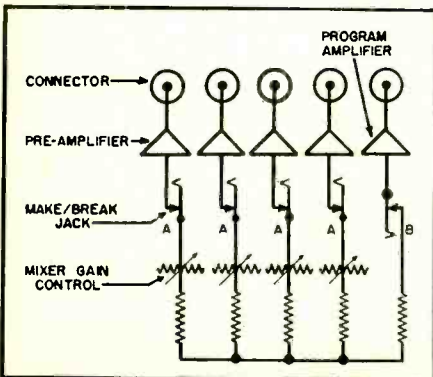 PROGRAM
AMPLIFIER
CONNECTOR
PRE-AMPLIFIER
MAKE/BREAK
JACK
A A A A B
MIXER GAIN
CONTROL